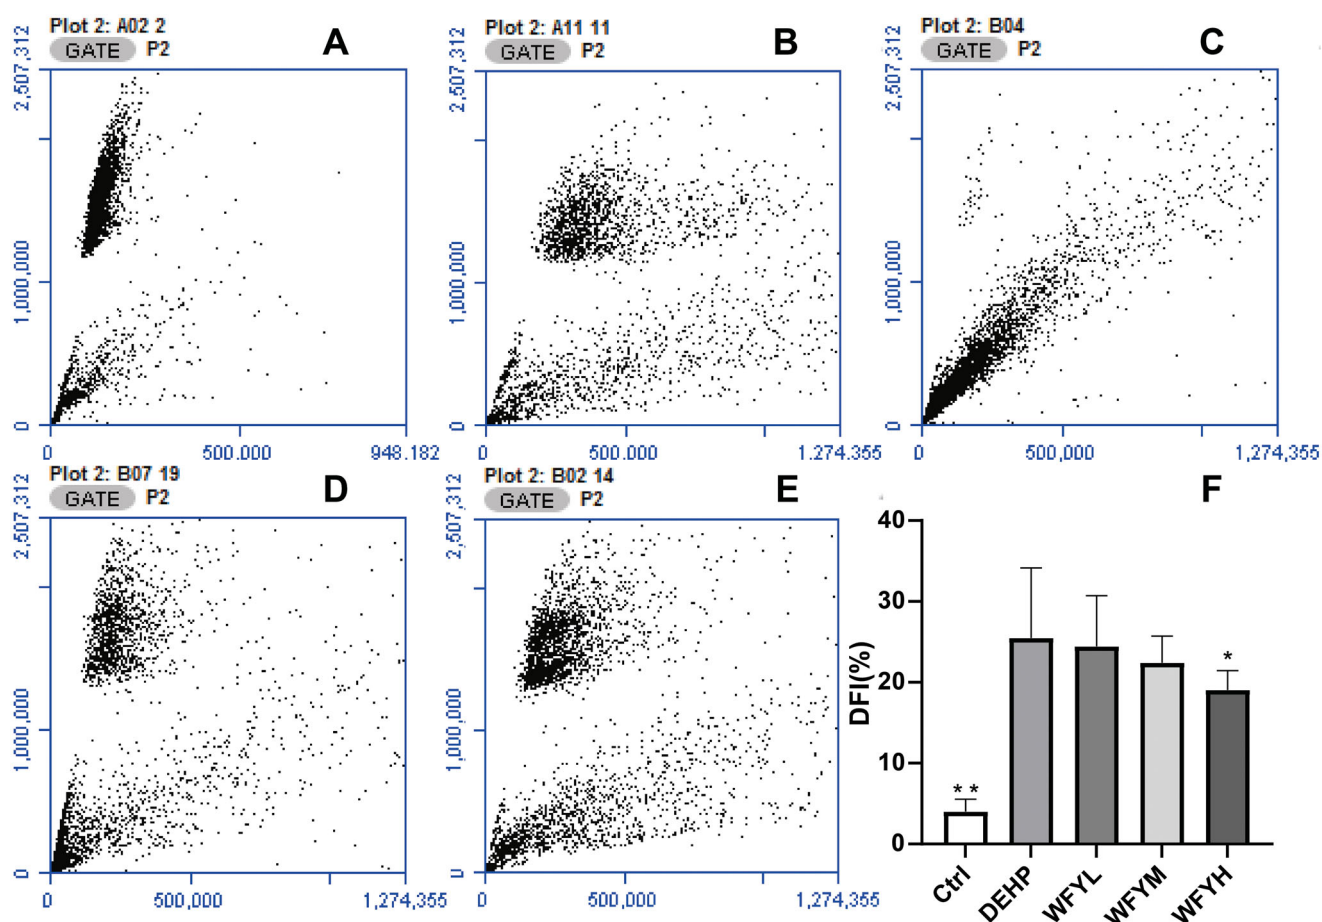 Plot 2: A02 2
A
GATE P2
2,507,312
1,000,000
0
0
500.000
948.182
Plot 2: A11 11
B
GATE P2
2,507,312
1,000,000
0
0
500.000
1.274,355
Plot 2: B04
C
GATE P2
2,507,312
1,000,000
0
0
500,000
1,274,355
Plot 2: B07 19
D
GATE P2
2,507,312
1,000,000
0
0
500,000
1,274,355
Plot 2: B02 14
E
GATE P2
2,507,312
1,000,000
0
0
500,000
1,274,355
F
DFI(%)
40
30
20
10
0
**
*
Ctrl
DEHP
WFYL
WFYM
WFYH